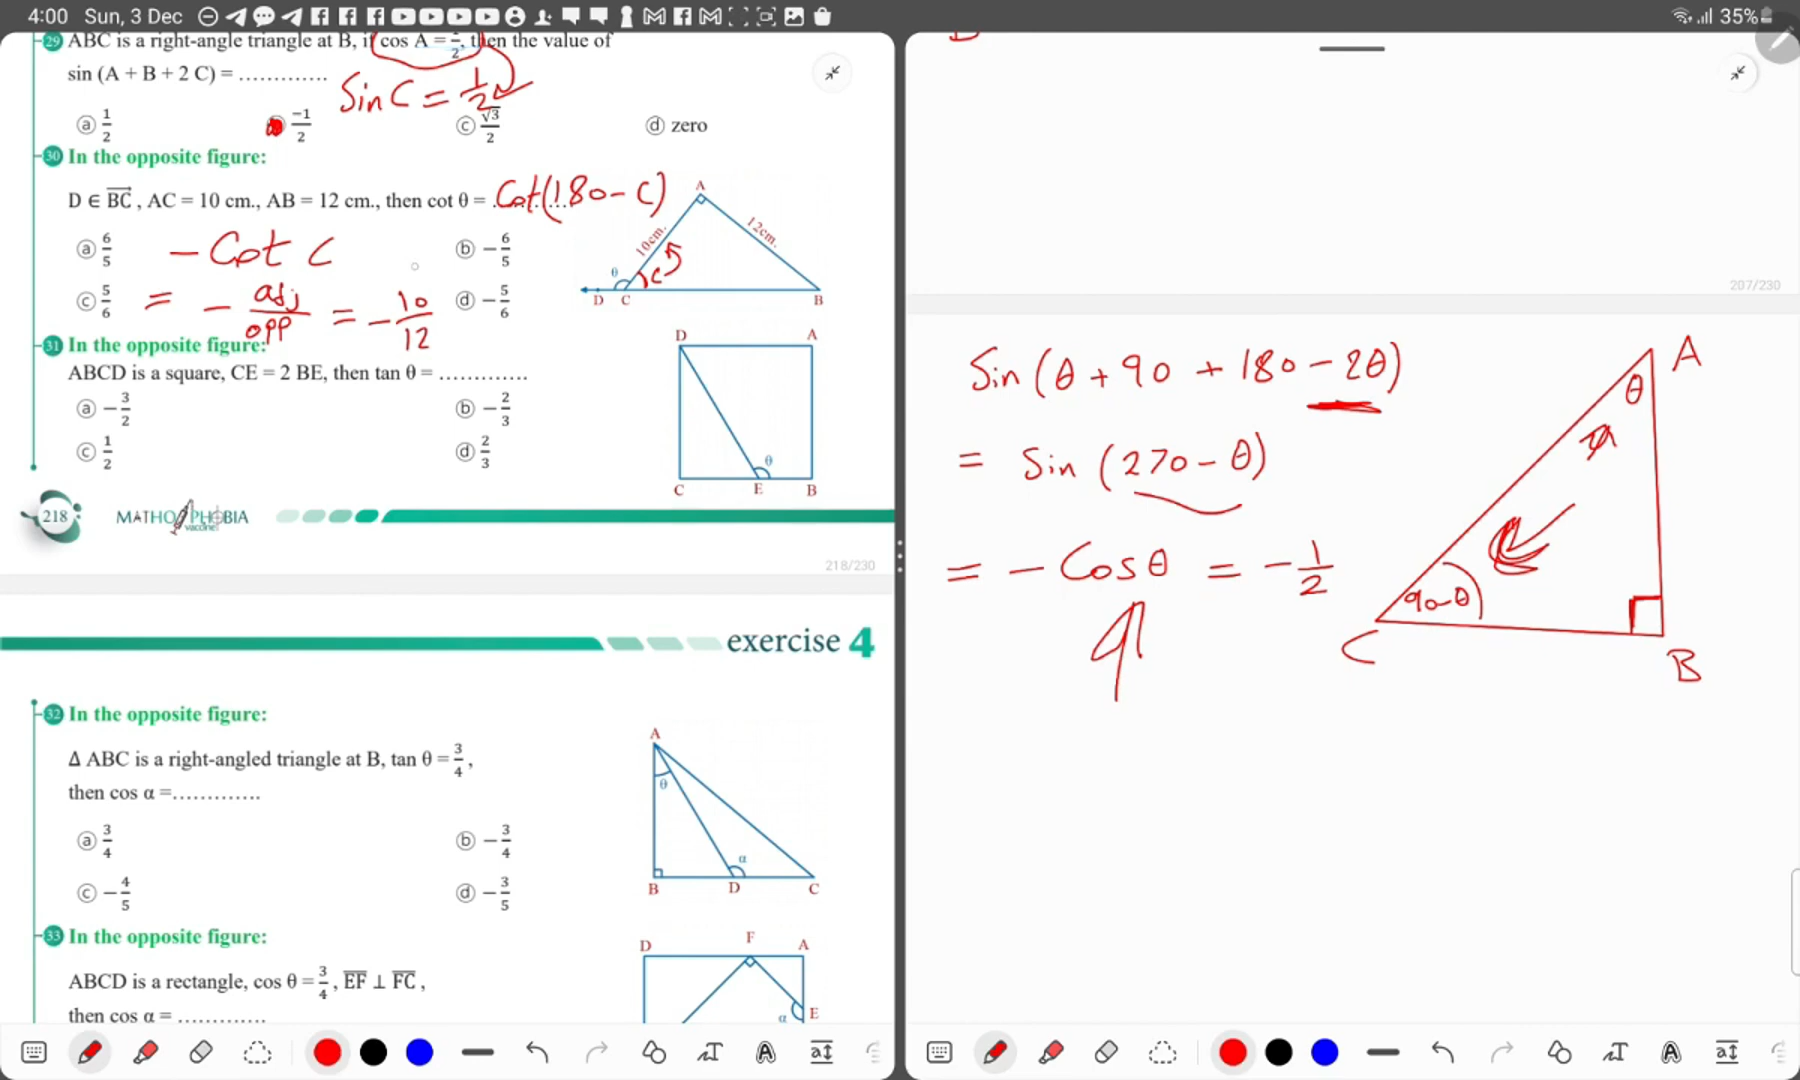 4:00 Sun, 3 Dec
35%
29 ABC is a right-angle triangle at B, if cos A = 1/2, then the value of
sin (A + B + 2 C) = .............
Sin C = 1/2
a 1/2
-1/2
c √3/2
d zero
30 In the opposite figure:
D ∈ BC, AC = 10 cm., AB = 12 cm., then cot θ = ............. Cot(180 - C)
a 6/5
b -6/5
- Cot C
c 5/6
d -5/6
= - adj/opp = - 10/12
A
10cm.
12cm.
θ
C
D C B
31 In the opposite figure:
ABCD is a square, CE = 2 BE, then tan θ = .............
a -3/2
b -2/3
c 1/2
d 2/3
D A
θ
C E B
218
MATHOPHOBIA
vaccine
218/230
exercise 4
32 In the opposite figure:
Δ ABC is a right-angled triangle at B, tan θ = 3/4,
then cos α =.............
a 3/4
b -3/4
c -4/5
d -3/5
A
θ
α
B D C
33 In the opposite figure:
ABCD is a rectangle, cos θ = 3/4, EF ⊥ FC,
then cos α = .............
D F A
α E
207/230
Sin (θ + 90 + 180 - 2θ)
= Sin (270 - θ)
= - Cos θ = - 1/2
A
θ
90-θ
C
B